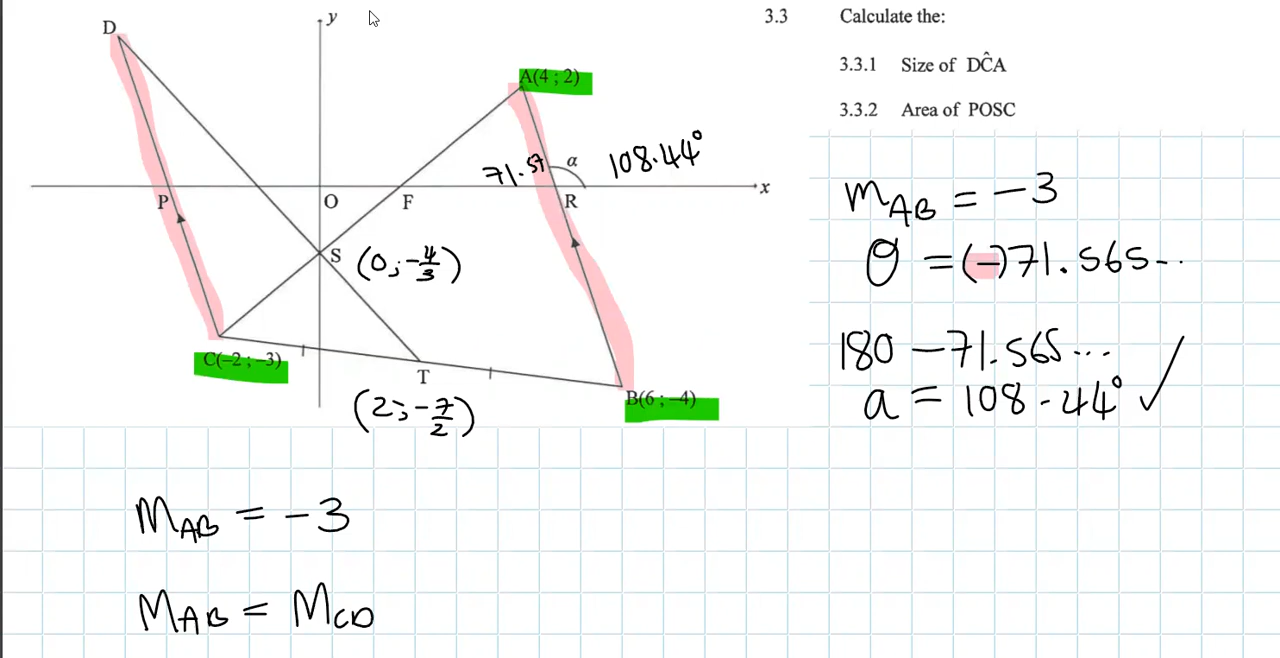 D
y
A(4 ; 2)
71.57
α
108.44°
x
P
O
F
R
S
(0;-4/3)
C(–2 ; –3)
T
(2;-7/2)
B(6 ; –4)
3.3 Calculate the:
3.3.1 Size of DĈA
3.3.2 Area of POSC
m_AB = -3
θ = (-)71.565...
180 - 71.565...
a = 108.44° ✓
M_AB = -3
M_AB = M_CD